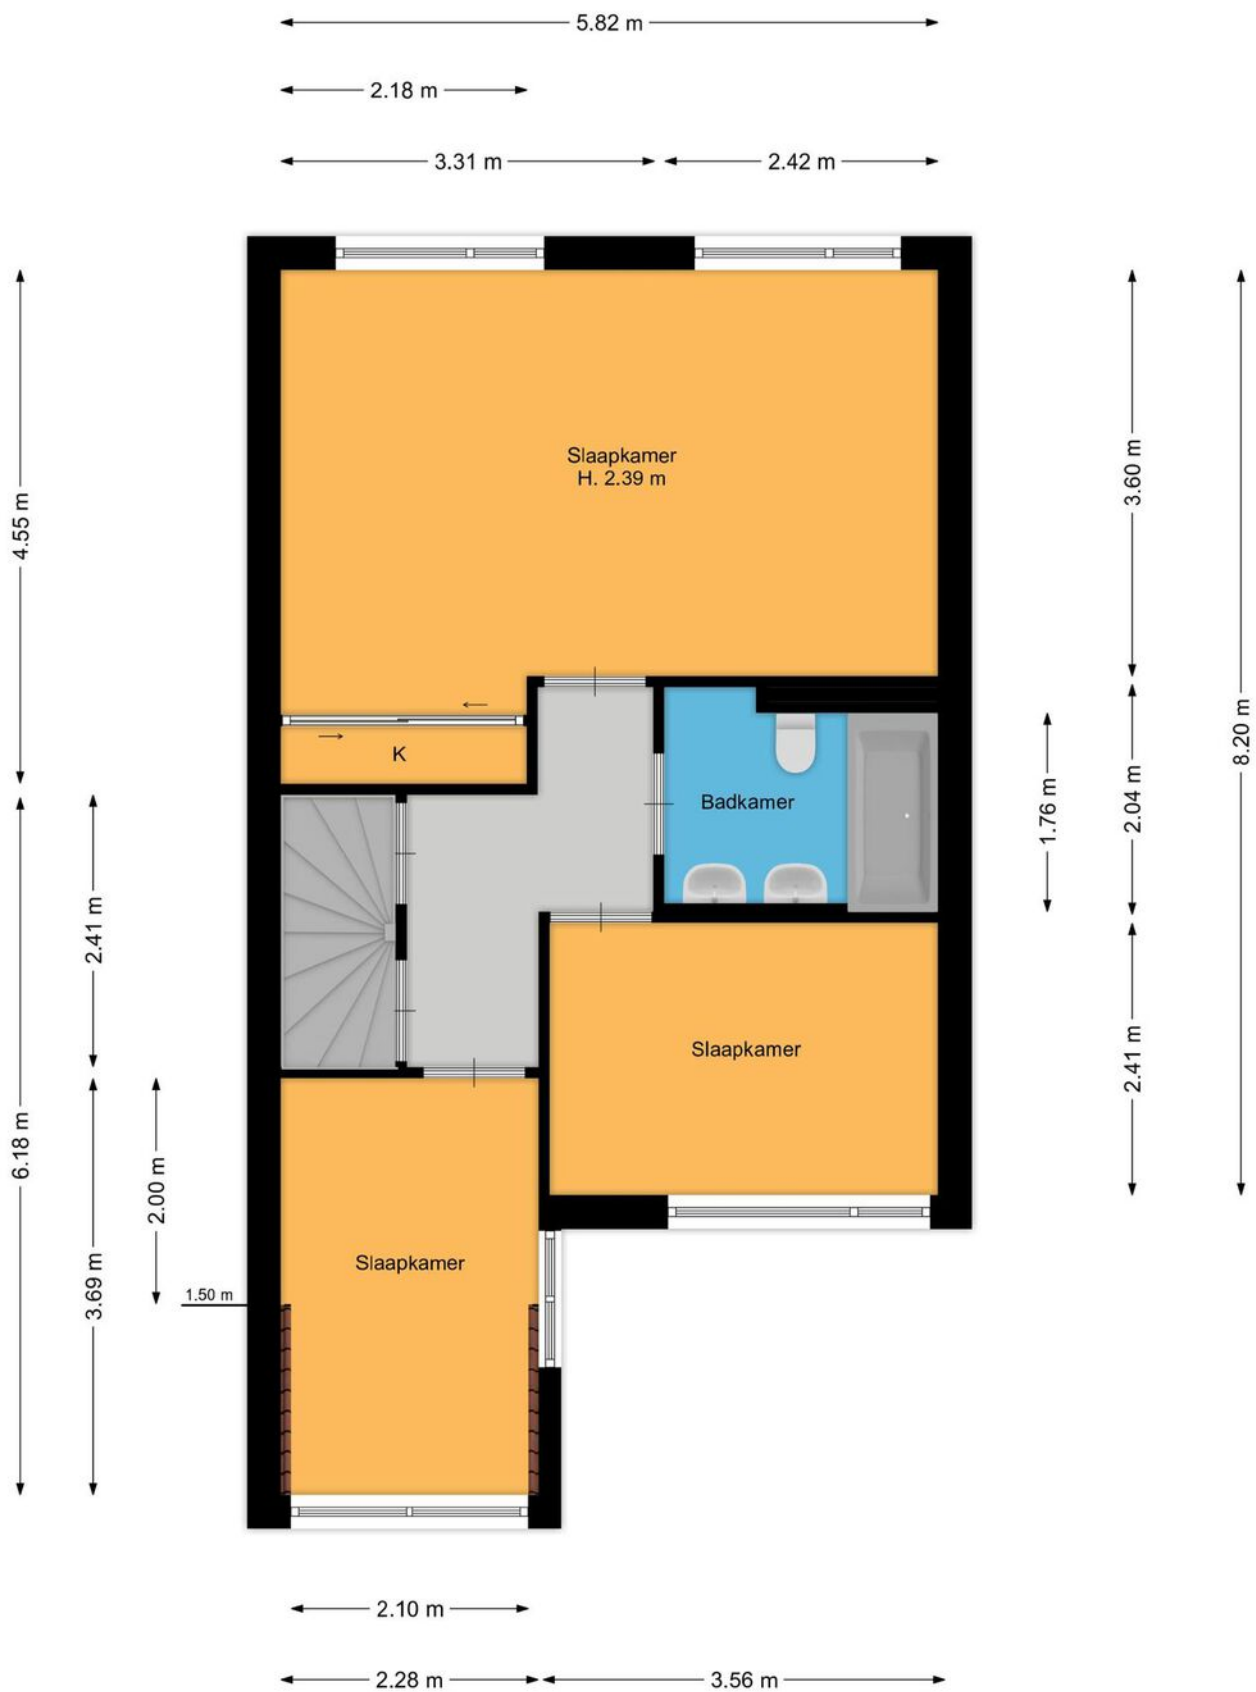 5.82 m
2.18 m
3.31 m
2.42 m
Slaapkamer
H. 2.39 m
4.55 m
3.60 m
8.20 m
K
Badkamer
1.76 m
2.04 m
2.41 m
Slaapkamer
2.41 m
6.18 m
2.00 m
3.69 m
Slaapkamer
1.50 m
2.10 m
2.28 m
3.56 m